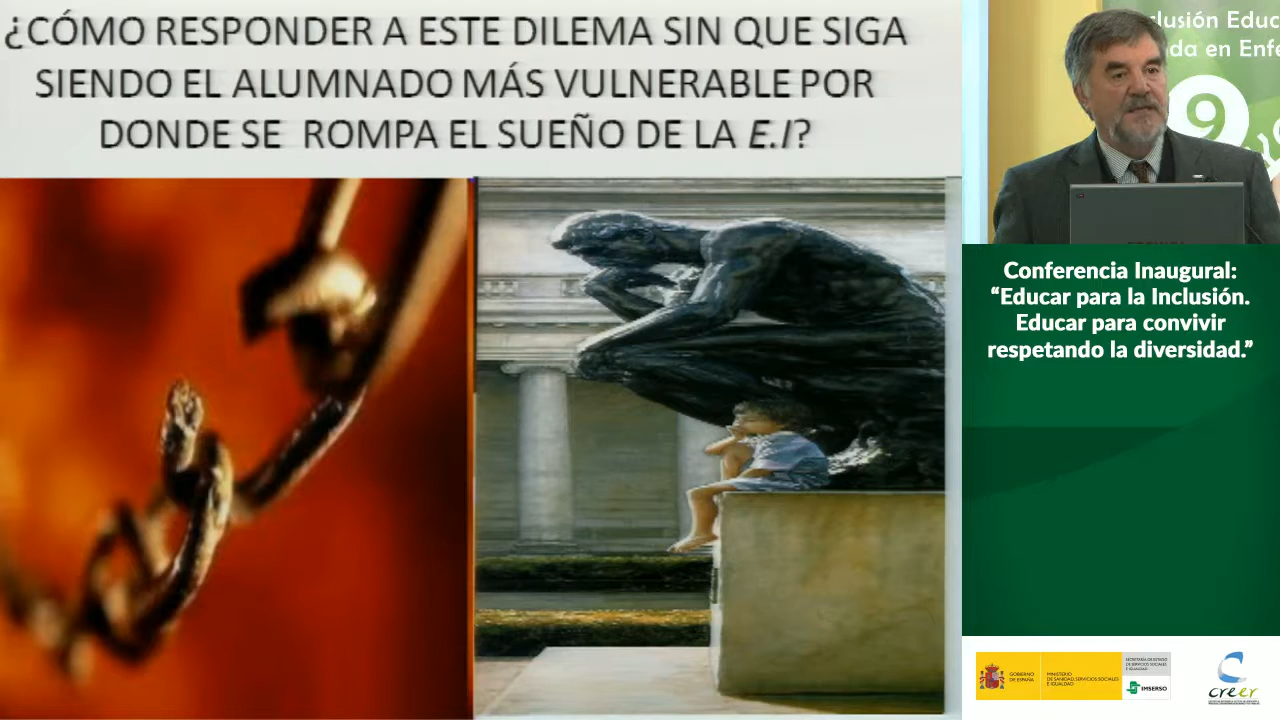 ¿CÓMO RESPONDER A ESTE DILEMA SIN QUE SIGA
SIENDO EL ALUMNADO MÁS VULNERABLE POR
DONDE SE ROMPA EL SUEÑO DE LA E.I?
clusión Educ
da en Enfe
9
Conferencia Inaugural:
“Educar para la Inclusión.
Educar para convivir
respetando la diversidad.”
GOBIERNO
DE ESPAÑA
MINISTERIO
DE SANIDAD, SERVICIOS SOCIALES
E IGUALDAD
SECRETARÍA DE ESTADO
DE SERVICIOS SOCIALES
E IGUALDAD
IMSERSO
creer